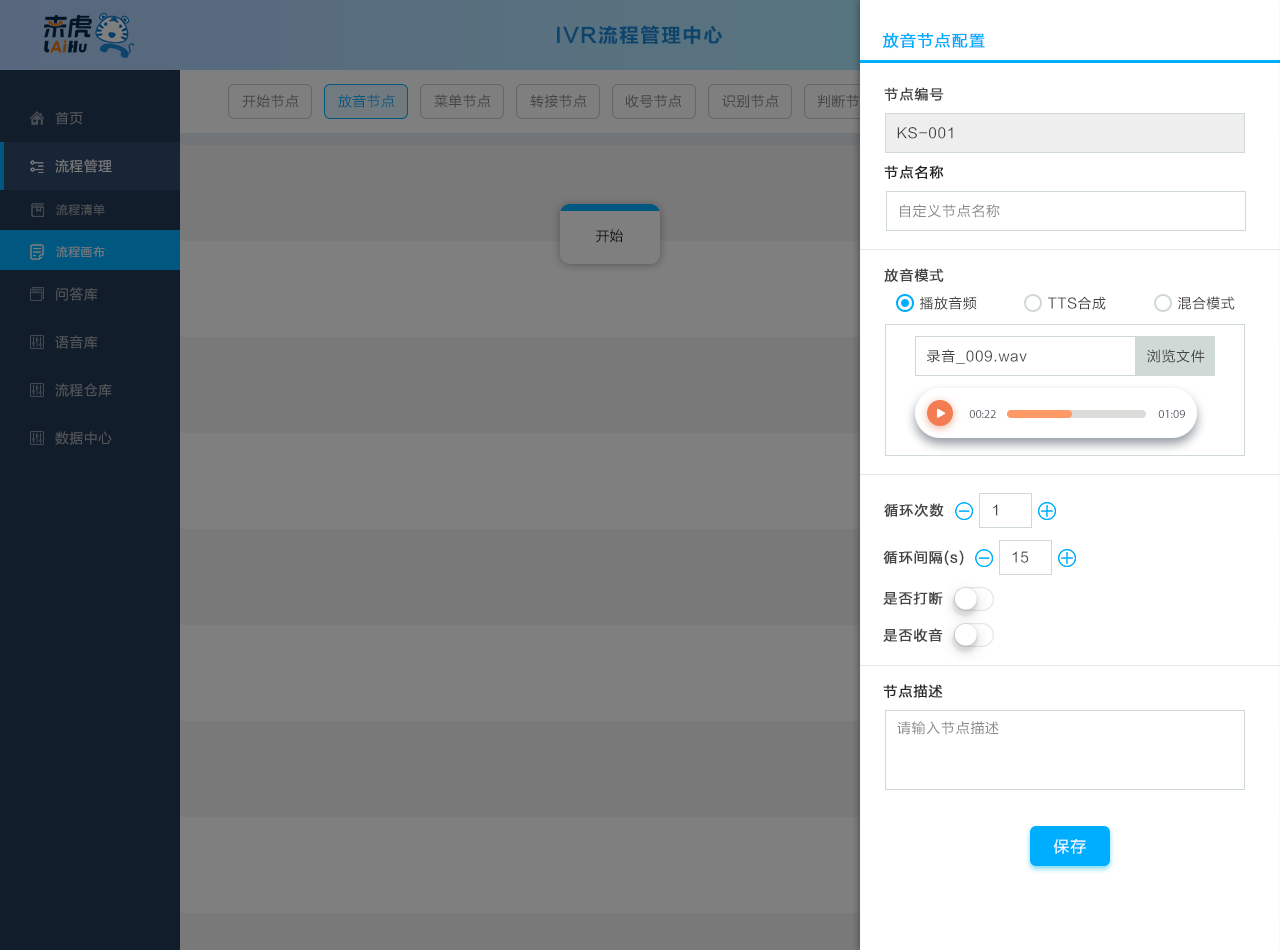 来虎
LAiHu
IVR流程管理中心
首页
流程管理
流程清单
流程画布
问答库
语音库
流程仓库
数据中心
开始节点 放音节点 菜单节点 转接节点 收号节点 识别节点 判断节
开始
放音节点配置
节点编号
KS-001
节点名称
自定义节点名称
放音模式
播放音频 TTS合成 混合模式
录音_009.wav 浏览文件
00:22 01:09
循环次数 1
循环间隔(s) 15
是否打断
是否收音
节点描述
请输入节点描述
保存